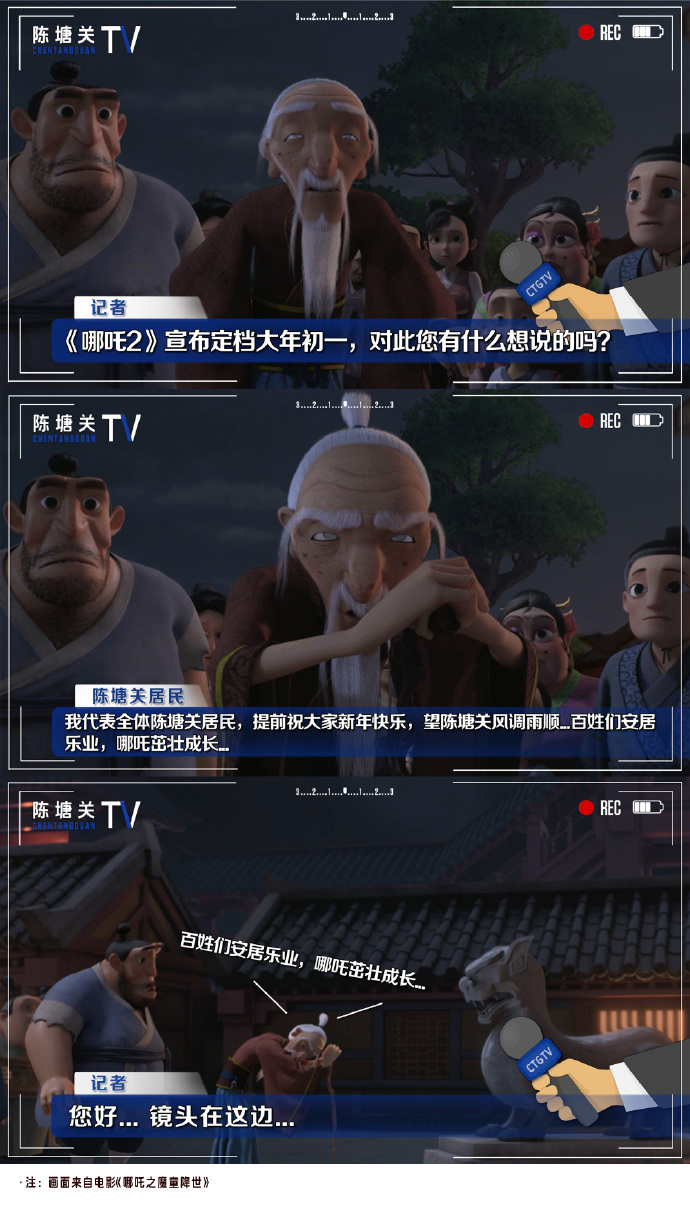 3....2....1....0....1....2....3
陈塘关TV
CHENTANGGUAN
REC
CTGTV
记者
《哪吒2》宣布定档大年初一，对此您有什么想说的吗？
3....2....1....0....1....2....3
陈塘关TV
CHENTANGGUAN
REC
陈塘关居民
我代表全体陈塘关居民，提前祝大家新年快乐，望陈塘关风调雨顺...百姓们安居
乐业，哪吒茁壮成长...
3....2....1....0....1....2....3
陈塘关TV
CHENTANGGUAN
REC
百姓们安居乐业，哪吒茁壮成长...
CTGTV
记者
您好... 镜头在这边...
·注：画面来自电影《哪吒之魔童降世》